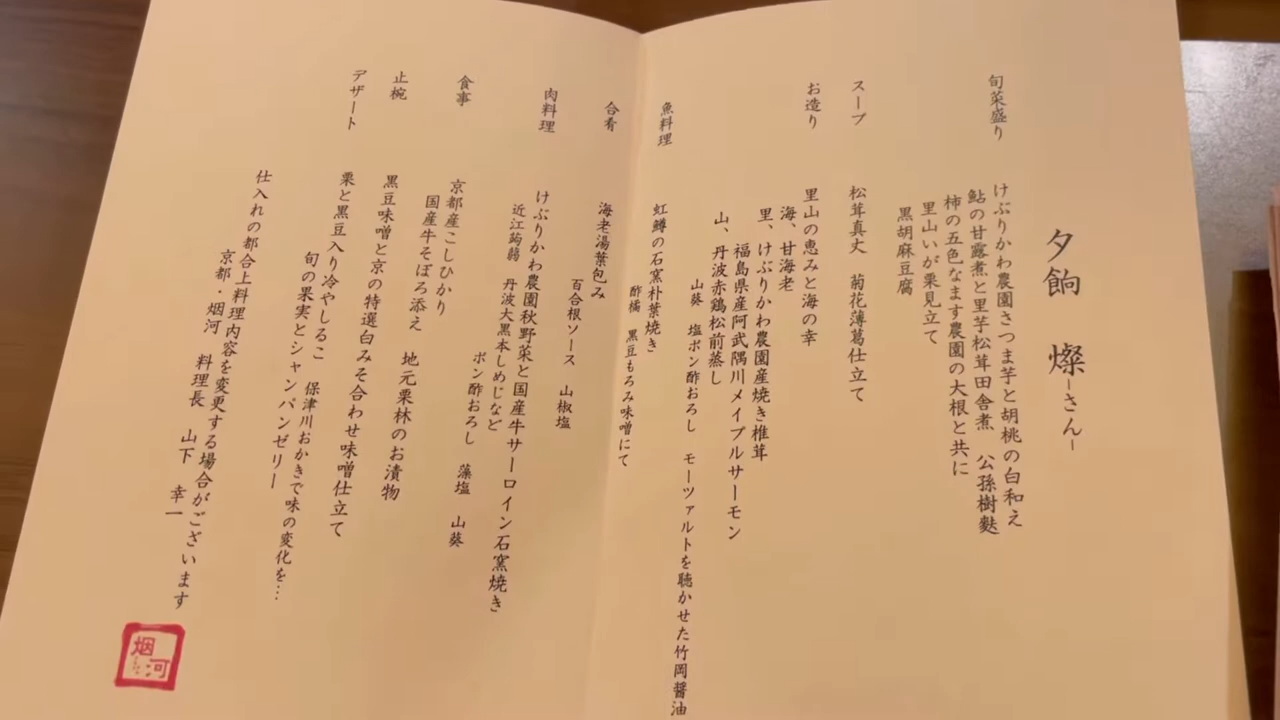 夕餉 燦-さん-
旬菜盛り
けぶりかわ農園さつま芋と胡桃の白和え
鮎の甘露煮と里芋松茸田舎煮 公孫樹麩
柿の五色なます農園の大根と共に
里山いが栗見立て
黒胡麻豆腐
スープ
松茸真丈 菊花薄葛仕立て
お造り
里山の恵みと海の幸
海、甘海老
里、けぶりかわ農園産焼き椎茸
福島県産阿武隈川メイプルサーモン
山、丹波赤鶏松前蒸し
山葵 塩ポン酢おろし モーツァルトを聴かせた竹岡醤油
魚料理
虹鱒の石窯朴葉焼き
酢橘 黒豆もろみ味噌にて
合肴
海老湯葉包み
百合根ソース 山椒塩
肉料理
けぶりかわ農園秋野菜と国産牛サーロイン石窯焼き
近江蒟蒻 丹波大黒本しめじなど
ポン酢おろし 藻塩 山葵
食事
京都産こしひかり
国産牛そぼろ添え 地元栗林のお漬物
止椀
黒豆味噌と京の特選白みそ合わせ味噌仕立て
デザート
栗と黒豆入り冷やしるこ 保津川おかきで味の変化を…
旬の果実とシャンパンゼリー
仕入れの都合上料理内容を変更する場合がございます
京都・烟河 料理長 山下 幸一
烟河